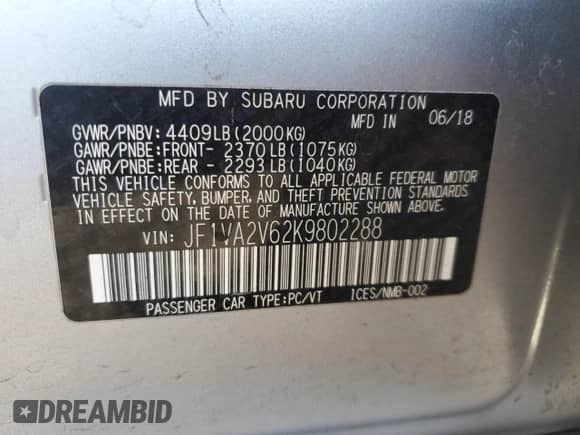 MFD BY SUBARU CORPORATION
MFD IN 06/18
GVWR/PNBV: 4409LB(2000KG)
GAWR/PNBE:FRONT- 2370LB(1075KG)
GAWR/PNBE:REAR - 2293LB(1040KG)
THIS VEHICLE CONFORMS TO ALL APPLICABLE FEDERAL MOTOR
VEHICLE SAFETY, BUMPER, AND THEFT PREVENTION STANDARDS
IN EFFECT ON THE DATE OF MANUFACTURE SHOWN ABOVE.
VIN: JF1VA2V62K9802288
PASSENGER CAR TYPE:PC/VT ICES/NMB-002
DREAMBID